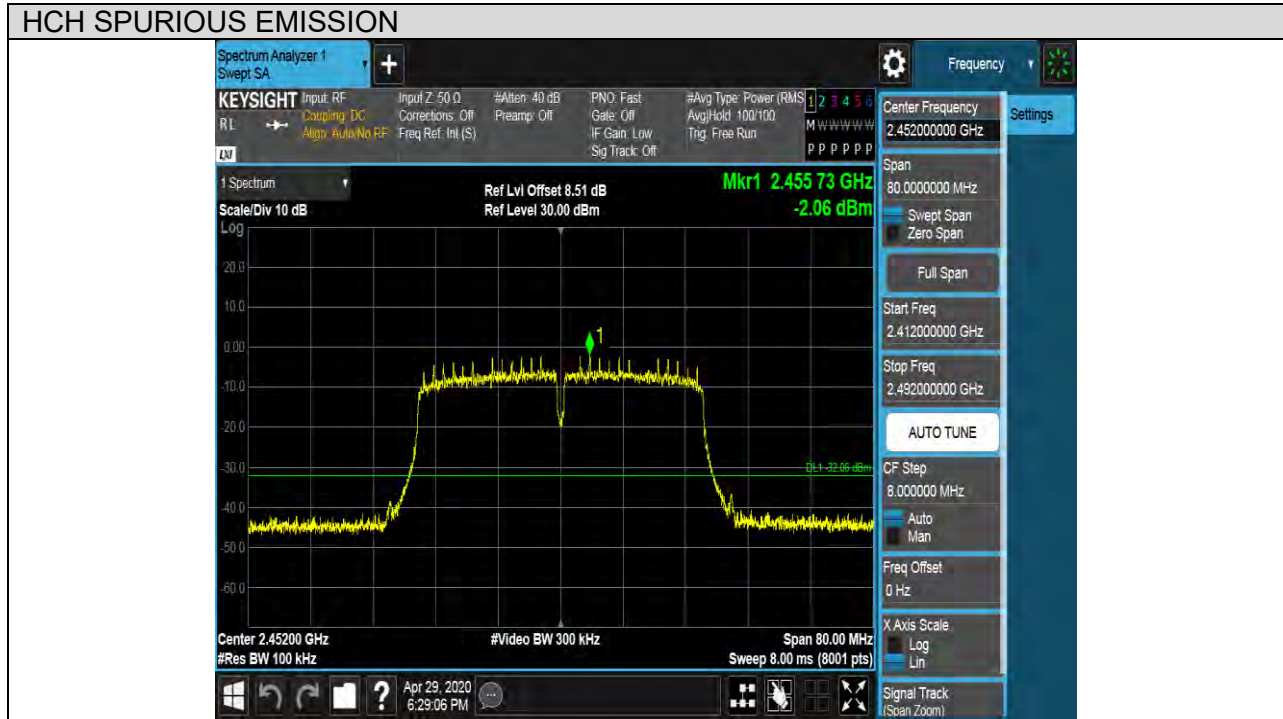 HCH SPURIOUS EMISSION
Spectrum Analyzer 1
Swept SA
+
Frequency
KEYSIGHT
Input: RF
Coupling: DC
Align: Auto/No RF
Input Z: 50 Ω
Corrections: Off
Freq Ref: Int (S)
#Atten: 40 dB
Preamp: Off
PNO: Fast
Gate: Off
IF Gain: Low
Sig Track: Off
#Avg Type: Power (RMS
Avg|Hold: 100/100
Trig: Free Run
1 2 3 4 5 6
M W W W W W
P P P P P P
RL
LXI
1 Spectrum
Scale/Div 10 dB
Log
Ref Lvl Offset 8.51 dB
Ref Level 30.00 dBm
Mkr1 2.455 73 GHz
-2.06 dBm
20.0
10.0
0.00
-10.0
-20.0
-30.0
-40.0
-50.0
-60.0
1
DL1 -32.06 dBm
Center 2.45200 GHz
#Res BW 100 kHz
#Video BW 300 kHz
Span 80.00 MHz
Sweep 8.00 ms (8001 pts)
Center Frequency
2.452000000 GHz
Settings
Span
80.0000000 MHz
Swept Span
Zero Span
Full Span
Start Freq
2.412000000 GHz
Stop Freq
2.492000000 GHz
AUTO TUNE
CF Step
8.000000 MHz
Auto
Man
Freq Offset
0 Hz
X Axis Scale
Log
Lin
Signal Track
(Span Zoom)
?
Apr 29, 2020
6:29:06 PM